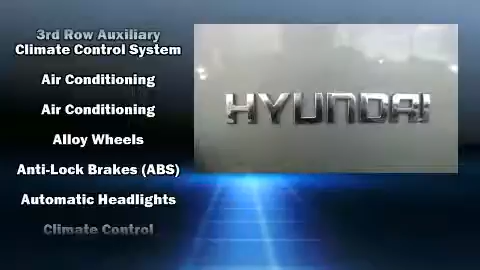 3rd Row Auxiliary
Climate Control System
Air Conditioning
Air Conditioning
Alloy Wheels
Anti-Lock Brakes (ABS)
Automatic Headlights
Climate Control
HYUNDAI